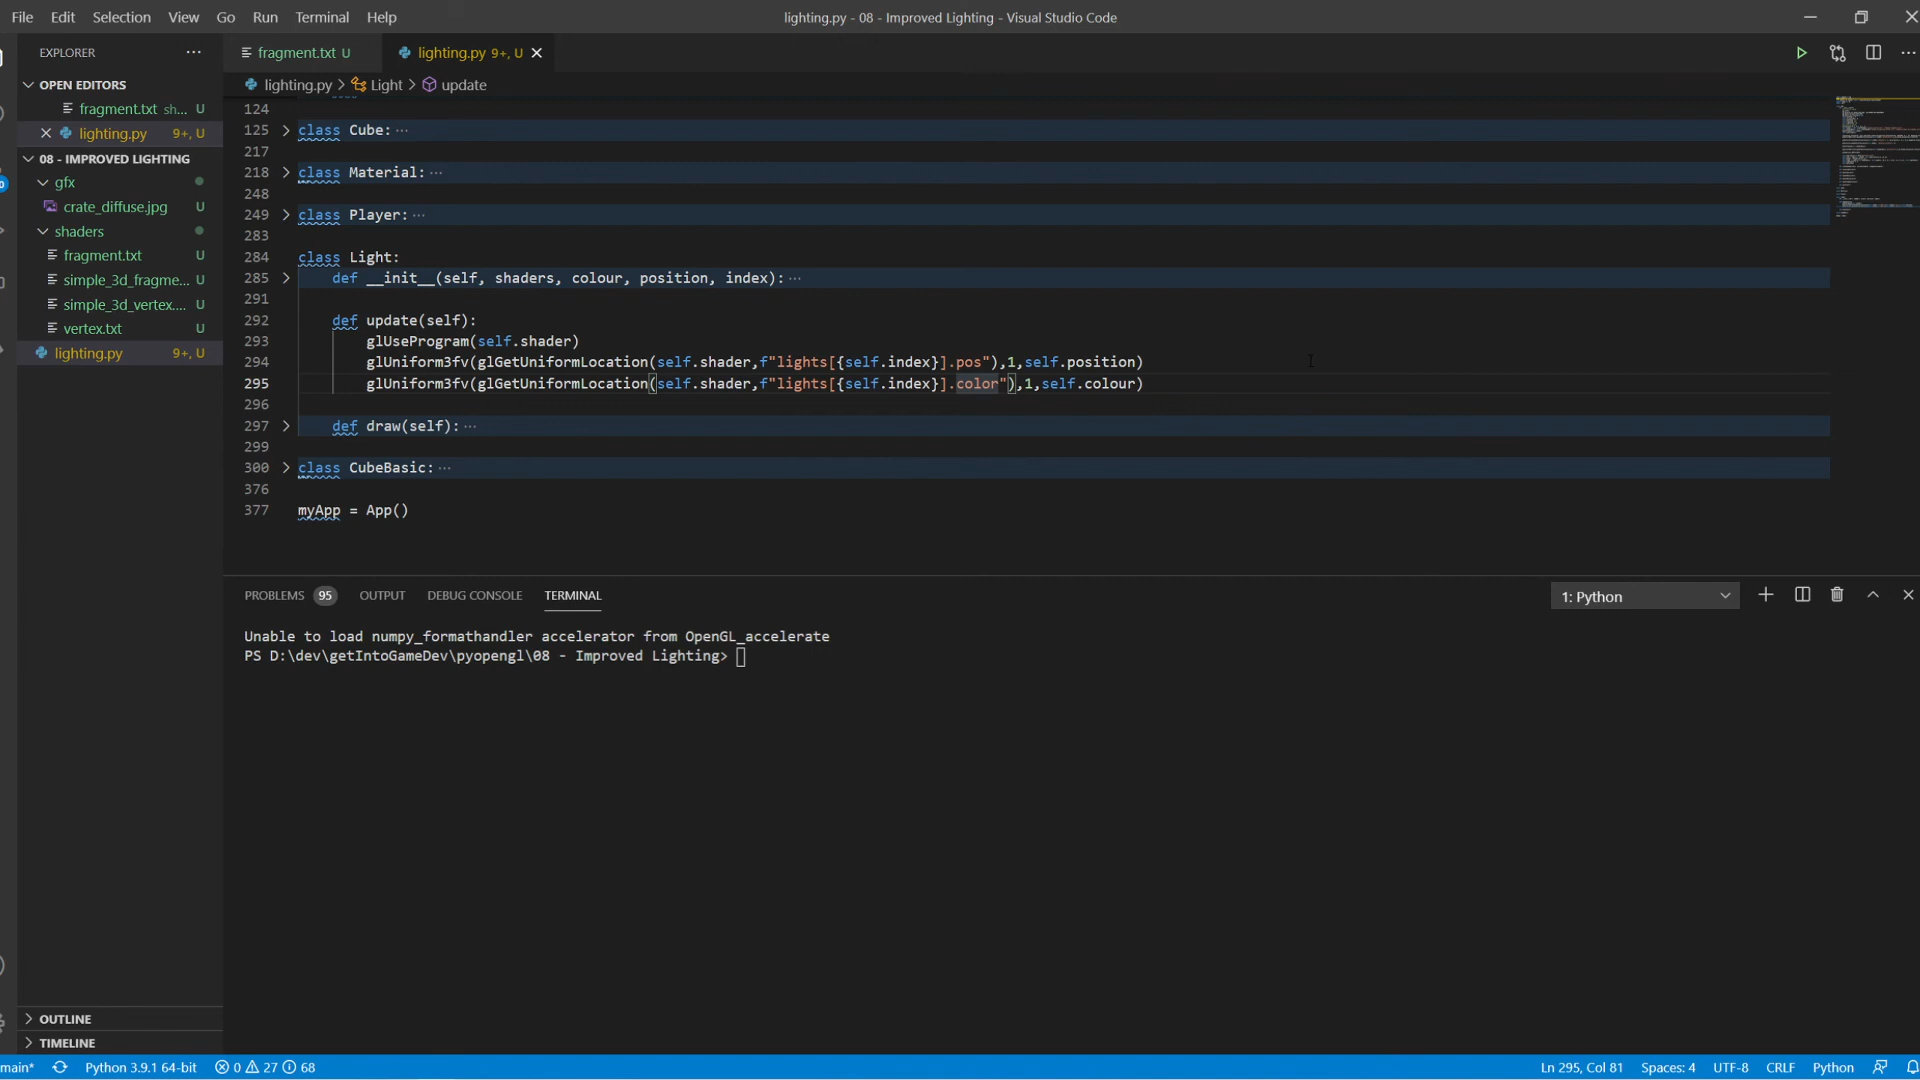 File Edit Selection View Go Run Terminal Help lighting.py - 08 - Improved Lighting - Visual Studio Code
EXPLORER ··· fragment.txt U lighting.py 9+, U
OPEN EDITORS lighting.py > Light > update
fragment.txt sh... U
lighting.py 9+, U
08 - IMPROVED LIGHTING
gfx
crate_diffuse.jpg U
shaders
fragment.txt U
simple_3d_fragme... U
simple_3d_vertex.... U
vertex.txt U
lighting.py 9+, U
OUTLINE
TIMELINE
124
125 class Cube: ···
217
218 class Material: ···
248
249 class Player: ···
283
284 class Light:
285 def __init__(self, shaders, colour, position, index): ···
291
292 def update(self):
293 glUseProgram(self.shader)
294 glUniform3fv(glGetUniformLocation(self.shader,f"lights[{self.index}].pos"),1,self.position)
295 glUniform3fv(glGetUniformLocation(self.shader,f"lights[{self.index}].color"),1,self.colour)
296
297 def draw(self): ···
299
300 class CubeBasic: ···
376
377 myApp = App()
PROBLEMS 95 OUTPUT DEBUG CONSOLE TERMINAL 1: Python
Unable to load numpy_formathandler accelerator from OpenGL_accelerate
PS D:\dev\getIntoGameDev\pyopengl\08 - Improved Lighting>
main* Python 3.9.1 64-bit 0 27 68 Ln 295, Col 81 Spaces: 4 UTF-8 CRLF Python